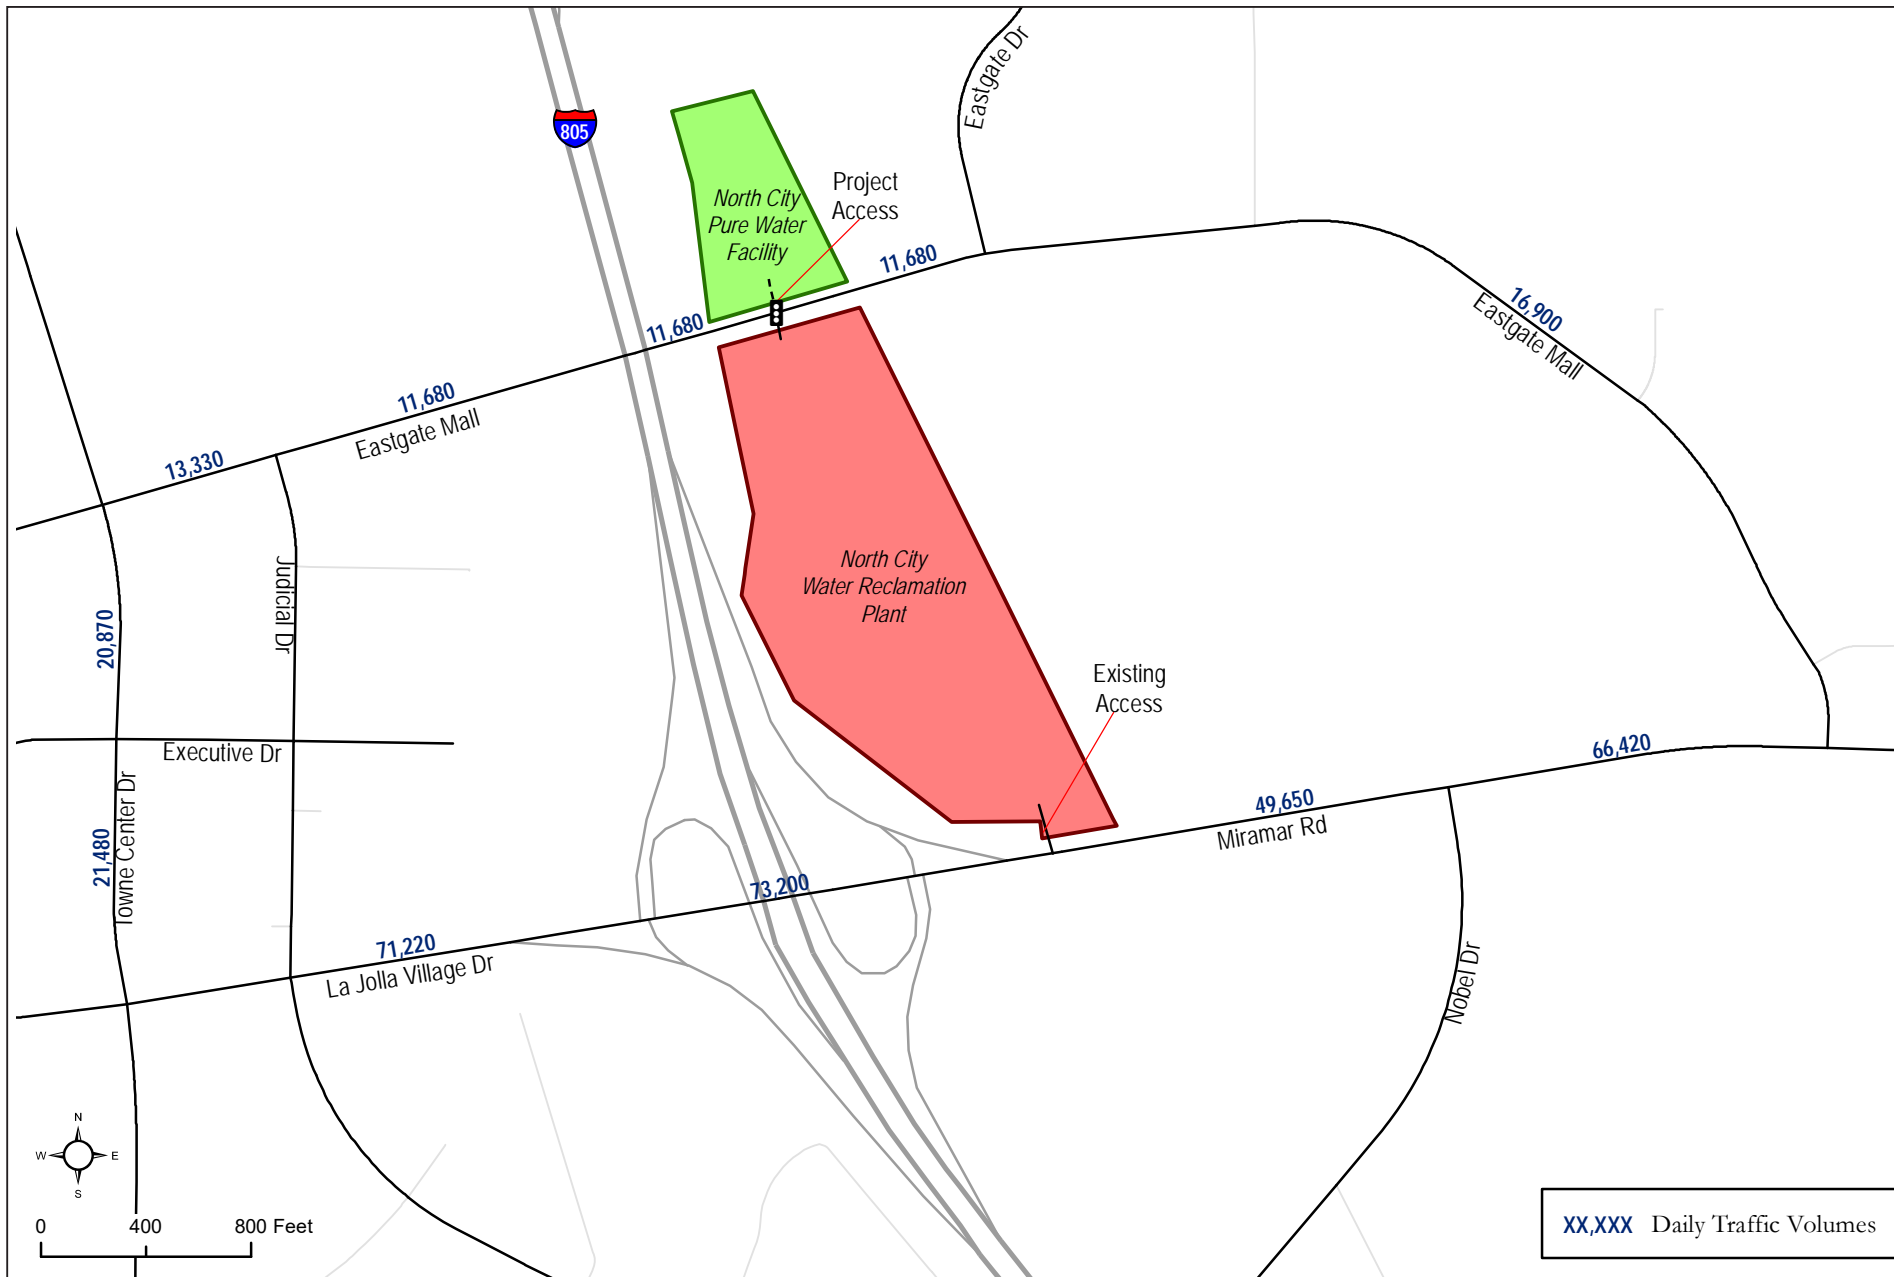 Eastgate Dr
805
Project
Access
North City
Pure Water
Facility
11,680
11,680
16,900
Eastgate Mall
11,680
Eastgate Mall
13,330
Judicial Dr
North City
Water Reclamation
Plant
20,870
Existing
Access
Executive Dr
66,420
Towne Center Dr
21,480
49,650
Miramar Rd
73,200
71,220
La Jolla Village Dr
Nobel Dr
N
W E
S
0 400 800 Feet
XX,XXX Daily Traffic Volumes